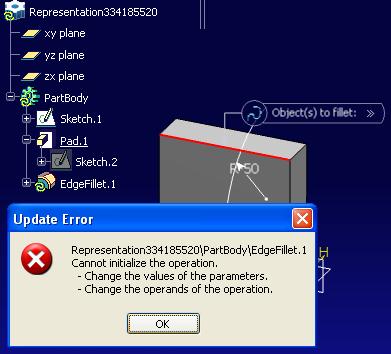 Representation334185520
xy plane
yz plane
zx plane
PartBody
Sketch.1
Pad.1
Sketch.2
EdgeFillet.1
Object(s) to fillet:
R 50
H
Update Error
Representation334185520\PartBody\EdgeFillet.1
Cannot initialize the operation.
- Change the values of the parameters.
- Change the operands of the operation.
OK